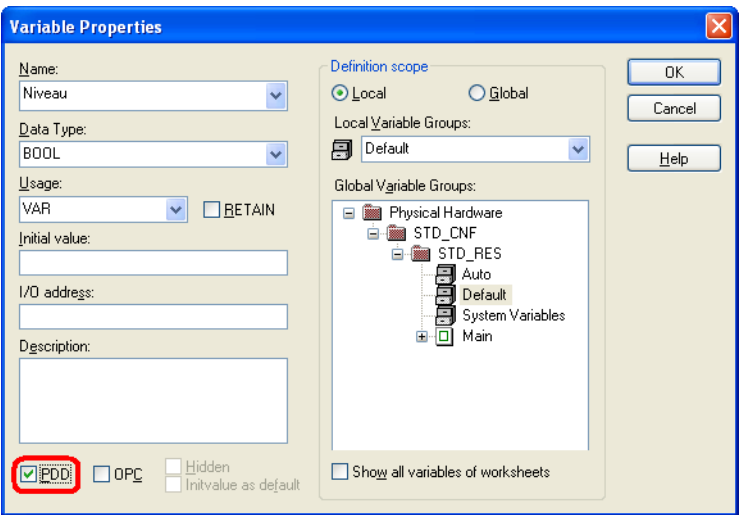 Variable Properties
Name:
Niveau
Data Type:
BOOL
Usage:
VAR
RETAIN
Initial value:
I/O address:
Description:
PDD
OPC
Hidden
Initvalue as default
Definition scope
Local
Global
Local Variable Groups:
Default
Global Variable Groups:
Physical Hardware
STD_CNF
STD_RES
Auto
Default
System Variables
Main
Show all variables of worksheets
OK
Cancel
Help